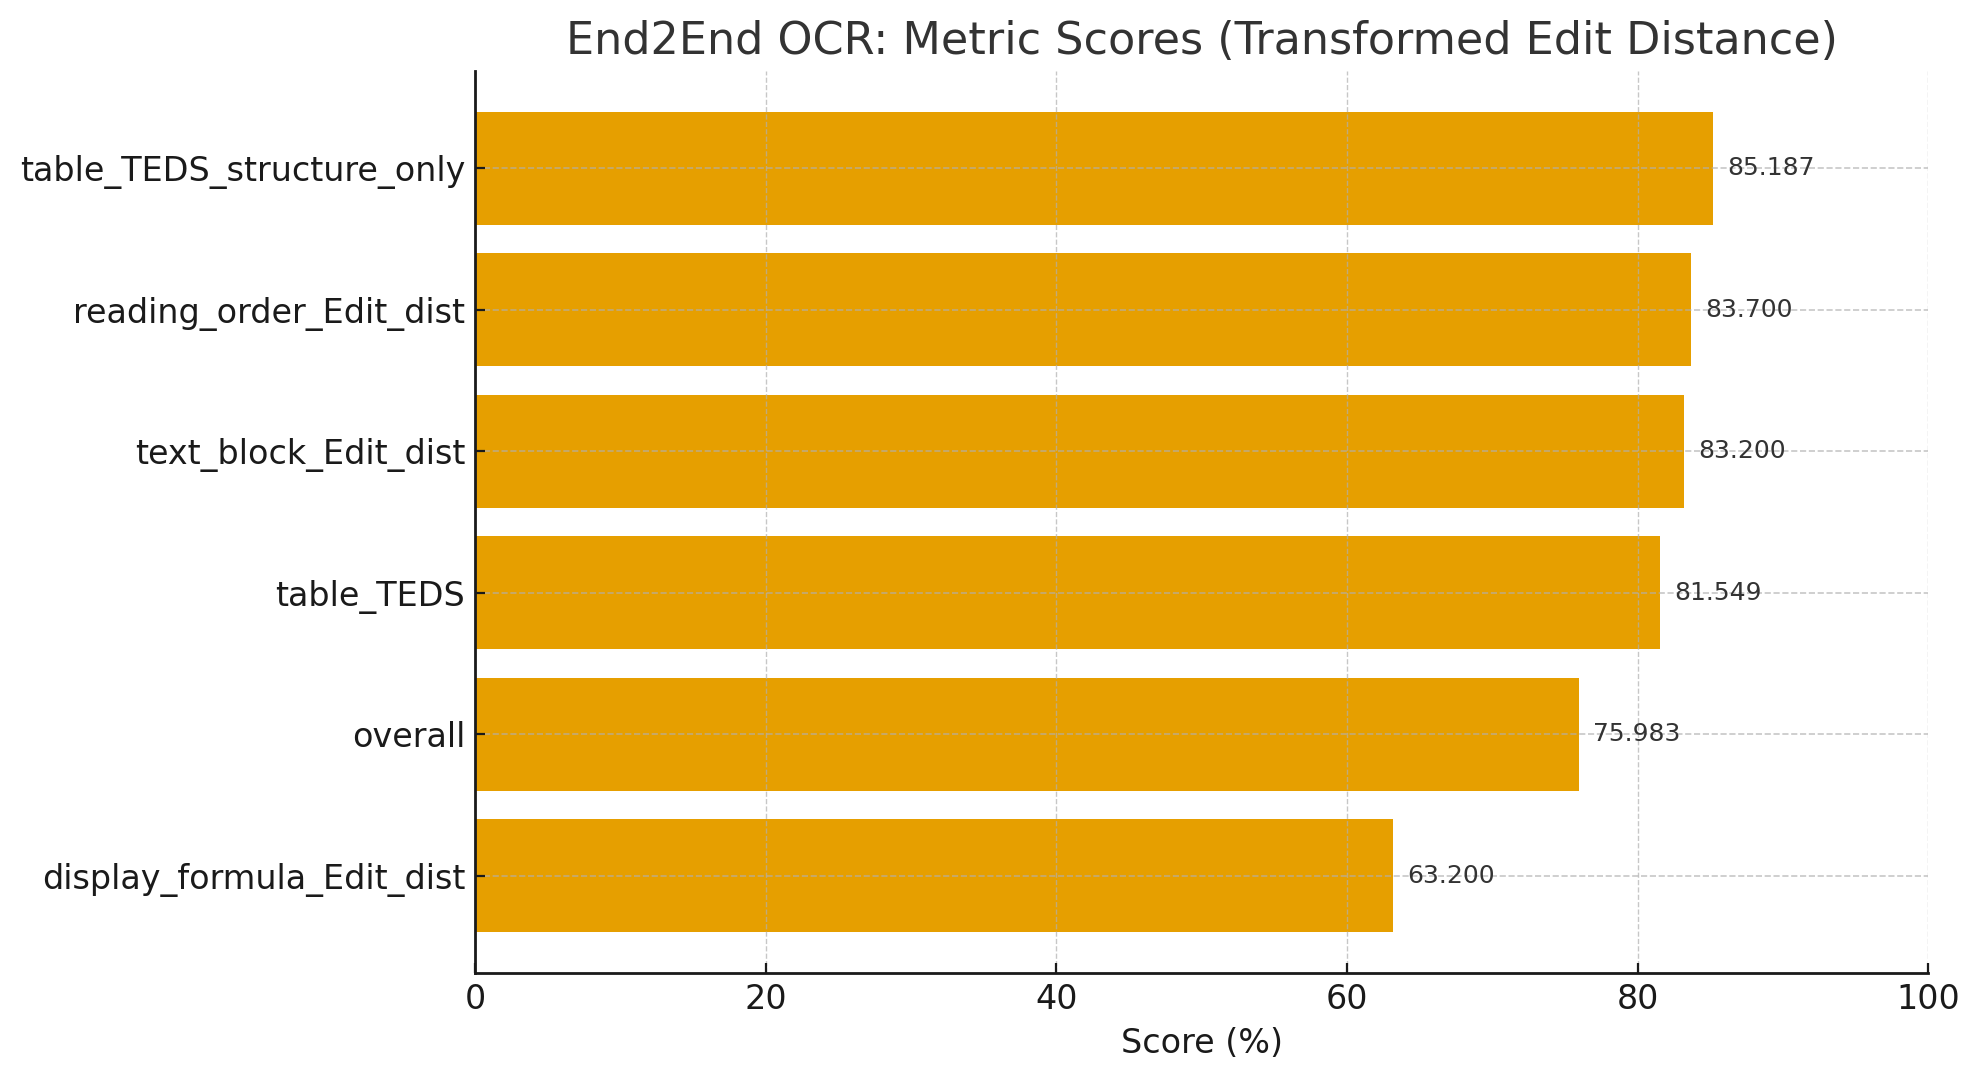 End2End OCR: Metric Scores (Transformed Edit Distance)
table_TEDS_structure_only
85.187
reading_order_Edit_dist
83.700
text_block_Edit_dist
83.200
table_TEDS
81.549
overall
75.983
display_formula_Edit_dist
63.200
0 20 40 60 80 100
Score (%)